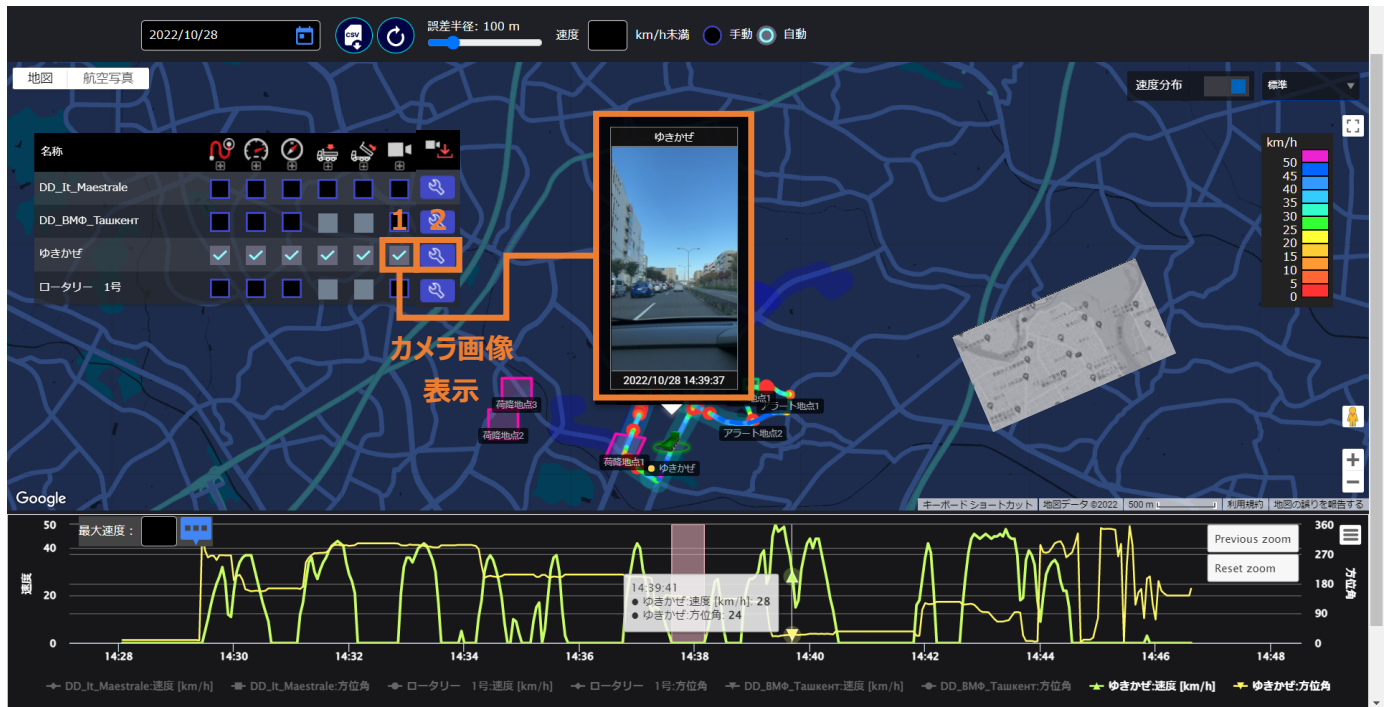 2022/10/28
CSV
誤差半径: 100 m
速度
km/h未満
手動
自動
地図
航空写真
速度分布
標準
名称
DD_It_Maestrale
DD_ВМФ_Ташкент
ゆきかぜ
ロータリー 1号
1 2
カメラ画像
表示
ゆきかぜ
2022/10/28 14:39:37
km/h
50
45
40
35
30
25
20
15
10
5
0
荷降地点3
荷降地点2
荷降地点1
ゆきかぜ
地点1
アラート地点1
アラート地点2
Google
キーボード ショートカット
地図データ ©2022
500 m
利用規約
地図の誤りを報告する
最大速度:
Previous zoom
Reset zoom
速度
50
40
20
0
方位角
360
270
180
90
0
14:39:41
ゆきかぜ:速度 [km/h]: 28
ゆきかぜ:方位角: 24
14:28 14:30 14:32 14:34 14:36 14:38 14:40 14:42 14:44 14:46 14:48
DD_It_Maestrale:速度 [km/h] DD_It_Maestrale:方位角 ロータリー 1号:速度 [km/h] ロータリー 1号:方位角 DD_ВМФ_Ташкент:速度 [km/h] DD_ВМФ_Ташкент:方位角 ゆきかぜ:速度 [km/h] ゆきかぜ:方位角